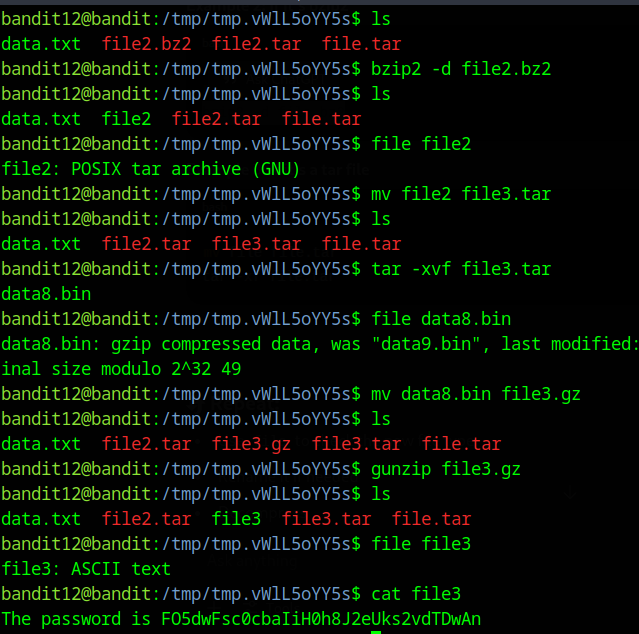 bandit12@bandit:/tmp/tmp.vWlL5oYY5s$ ls
data.txt  file2.bz2  file2.tar  file.tar
bandit12@bandit:/tmp/tmp.vWlL5oYY5s$ bzip2 -d file2.bz2
bandit12@bandit:/tmp/tmp.vWlL5oYY5s$ ls
data.txt  file2  file2.tar  file.tar
bandit12@bandit:/tmp/tmp.vWlL5oYY5s$ file file2
file2: POSIX tar archive (GNU)
bandit12@bandit:/tmp/tmp.vWlL5oYY5s$ mv file2 file3.tar
bandit12@bandit:/tmp/tmp.vWlL5oYY5s$ ls
data.txt  file2.tar  file3.tar  file.tar
bandit12@bandit:/tmp/tmp.vWlL5oYY5s$ tar -xvf file3.tar
data8.bin
bandit12@bandit:/tmp/tmp.vWlL5oYY5s$ file data8.bin
data8.bin: gzip compressed data, was "data9.bin", last modified:
inal size modulo 2^32 49
bandit12@bandit:/tmp/tmp.vWlL5oYY5s$ mv data8.bin file3.gz
bandit12@bandit:/tmp/tmp.vWlL5oYY5s$ ls
data.txt  file2.tar  file3.gz  file3.tar  file.tar
bandit12@bandit:/tmp/tmp.vWlL5oYY5s$ gunzip file3.gz
bandit12@bandit:/tmp/tmp.vWlL5oYY5s$ ls
data.txt  file2.tar  file3  file3.tar  file.tar
bandit12@bandit:/tmp/tmp.vWlL5oYY5s$ file file3
file3: ASCII text
bandit12@bandit:/tmp/tmp.vWlL5oYY5s$ cat file3
The password is FO5dwFsc0cbaIiH0h8J2eUks2vdTDwAn